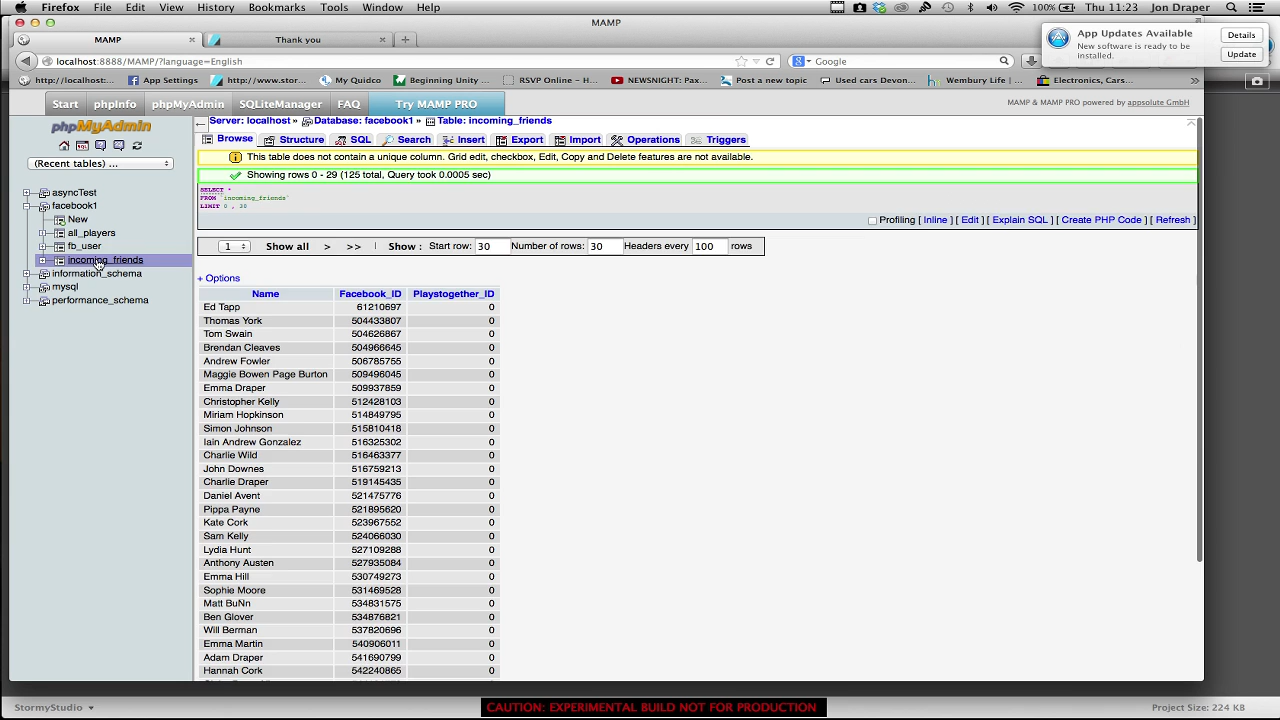 Firefox File Edit View History Bookmarks Tools Window Help 100% Thu 11:23 Jon Draper
MAMP
MAMP Thank you
localhost:8888/MAMP/?language=English Google
http://localhost... App Settings http://www.stor... My Quidco Beginning Unity ... RSVP Online - H... NEWSNIGHT: Pax... Post a new topic Used cars Devon... Wembury Life | ... Electronics, Cars...
App Updates Available
New software is ready to be installed.
Details
Update
Start phpInfo phpMyAdmin SQLiteManager FAQ Try MAMP PRO MAMP & MAMP PRO powered by appsolute GmbH
phpMyAdmin
(Recent tables) ...
asyncTest
facebook1
New
all_players
fb_user
incoming_friends
information_schema
mysql
performance_schema
Server: localhost » Database: facebook1 » Table: incoming_friends
Browse Structure SQL Search Insert Export Import Operations Triggers
This table does not contain a unique column. Grid edit, checkbox, Edit, Copy and Delete features are not available.
Showing rows 0 - 29 (125 total, Query took 0.0005 sec)
SELECT *
FROM `incoming_friends`
LIMIT 0 , 30
Profiling [ Inline ] [ Edit ] [ Explain SQL ] [ Create PHP Code ] [ Refresh ]
1 Show all > >> | Show : Start row: 30 Number of rows: 30 Headers every 100 rows
+ Options
Name Facebook_ID Playstogether_ID
Ed Tapp 61210697 0
Thomas York 504433807 0
Tom Swain 504626867 0
Brendan Cleaves 504966645 0
Andrew Fowler 506785755 0
Maggie Bowen Page Burton 509496045 0
Emma Draper 509937859 0
Christopher Kelly 512428103 0
Miriam Hopkinson 514849795 0
Simon Johnson 515810418 0
Iain Andrew Gonzalez 516325302 0
Charlie Wild 516463377 0
John Downes 516759213 0
Charlie Draper 519145435 0
Daniel Avent 521475776 0
Pippa Payne 521895620 0
Kate Cork 523967552 0
Sam Kelly 524066030 0
Lydia Hunt 527109288 0
Anthony Austen 527935084 0
Emma Hill 530749273 0
Sophie Moore 531469528 0
Matt BuNn 534831575 0
Ben Glover 534876821 0
Will Berman 537820696 0
Emma Martin 540906011 0
Adam Draper 541690799 0
Hannah Cork 542240865 0
StormyStudio CAUTION: EXPERIMENTAL BUILD NOT FOR PRODUCTION Project Size: 224 KB